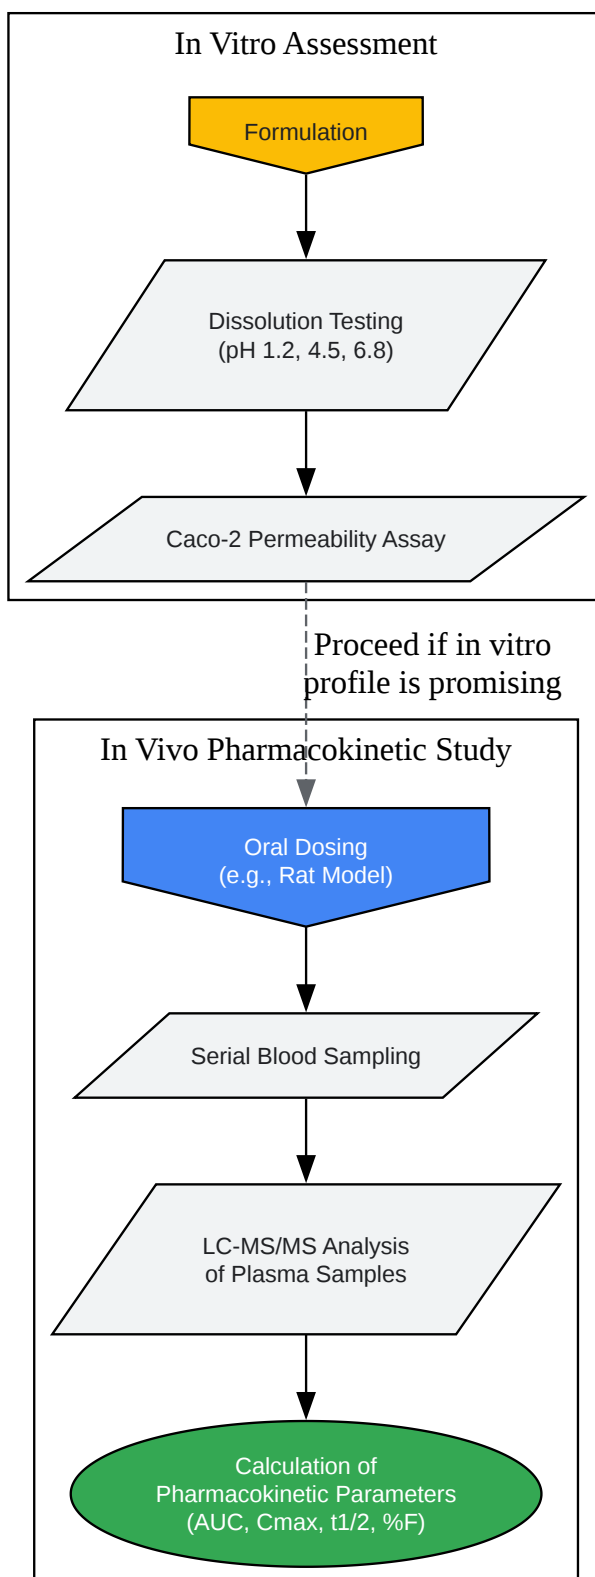 In Vitro Assessment
Formulation
Dissolution Testing
(pH 1.2, 4.5, 6.8)
Caco-2 Permeability Assay
Proceed if in vitro
profile is promising
In Vivo Pharmacokinetic Study
Oral Dosing
(e.g., Rat Model)
Serial Blood Sampling
LC-MS/MS Analysis
of Plasma Samples
Calculation of
Pharmacokinetic Parameters
(AUC, Cmax, t1/2, %F)